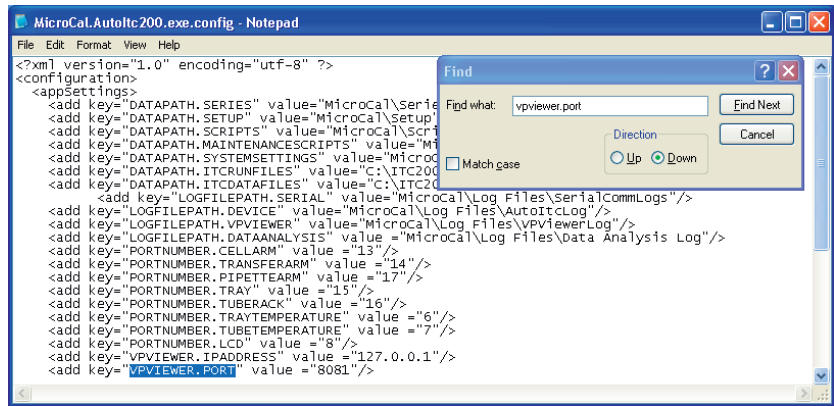 MicroCal.AutoItc200.exe.config - Notepad
File Edit Format View Help
<?xml version="1.0" encoding="utf-8" ?>
<configuration>
<appSettings>
<add key="DATAPATH.SERIES" value="MicroCal\Serie
<add key="DATAPATH.SETUP" value="MicroCal\Setup"
<add key="DATAPATH.SCRIPTS" value="MicroCal\Scri
<add key="DATAPATH.MAINTENANCESCRIPTS" value="Mi
<add key="DATAPATH.SYSTEMSETTINGS" value="MicroC
<add key="DATAPATH.ITCRUNFILES" value="C:\ITC200
<add key="DATAPATH.ITCDATAFILES" value="C:\ITC20
<add key="LOGFILEPATH.SERIAL" value="MicroCal\Log Files\SerialCommLogs"/>
<add key="LOGFILEPATH.DEVICE" value="MicroCal\Log Files\AutoItcLog"/>
<add key="LOGFILEPATH.VPVIEWER" value="MicroCal\Log Files\VPViewerLog"/>
<add key="LOGFILEPATH.DATAANALYSIS" value ="MicroCal\Log Files\Data Analysis Log"/>
<add key="PORTNUMBER.CELLARM" value ="13"/>
<add key="PORTNUMBER.TRANSFERARM" value ="14"/>
<add key="PORTNUMBER.PIPETTEARM" value ="17"/>
<add key="PORTNUMBER.TRAY" value ="15"/>
<add key="PORTNUMBER.TUBERACK" value ="16"/>
<add key="PORTNUMBER.TRAYTEMPERATURE" value ="6"/>
<add key="PORTNUMBER.TUBETEMPERATURE" value ="7"/>
<add key="PORTNUMBER.LCD" value ="8"/>
<add key="VPVIEWER.IPADDRESS" value ="127.0.0.1"/>
<add key="VPVIEWER.PORT" value ="8081"/>
Find
Find what: vpviewer.port Find Next
Direction Cancel
Match case Up Down